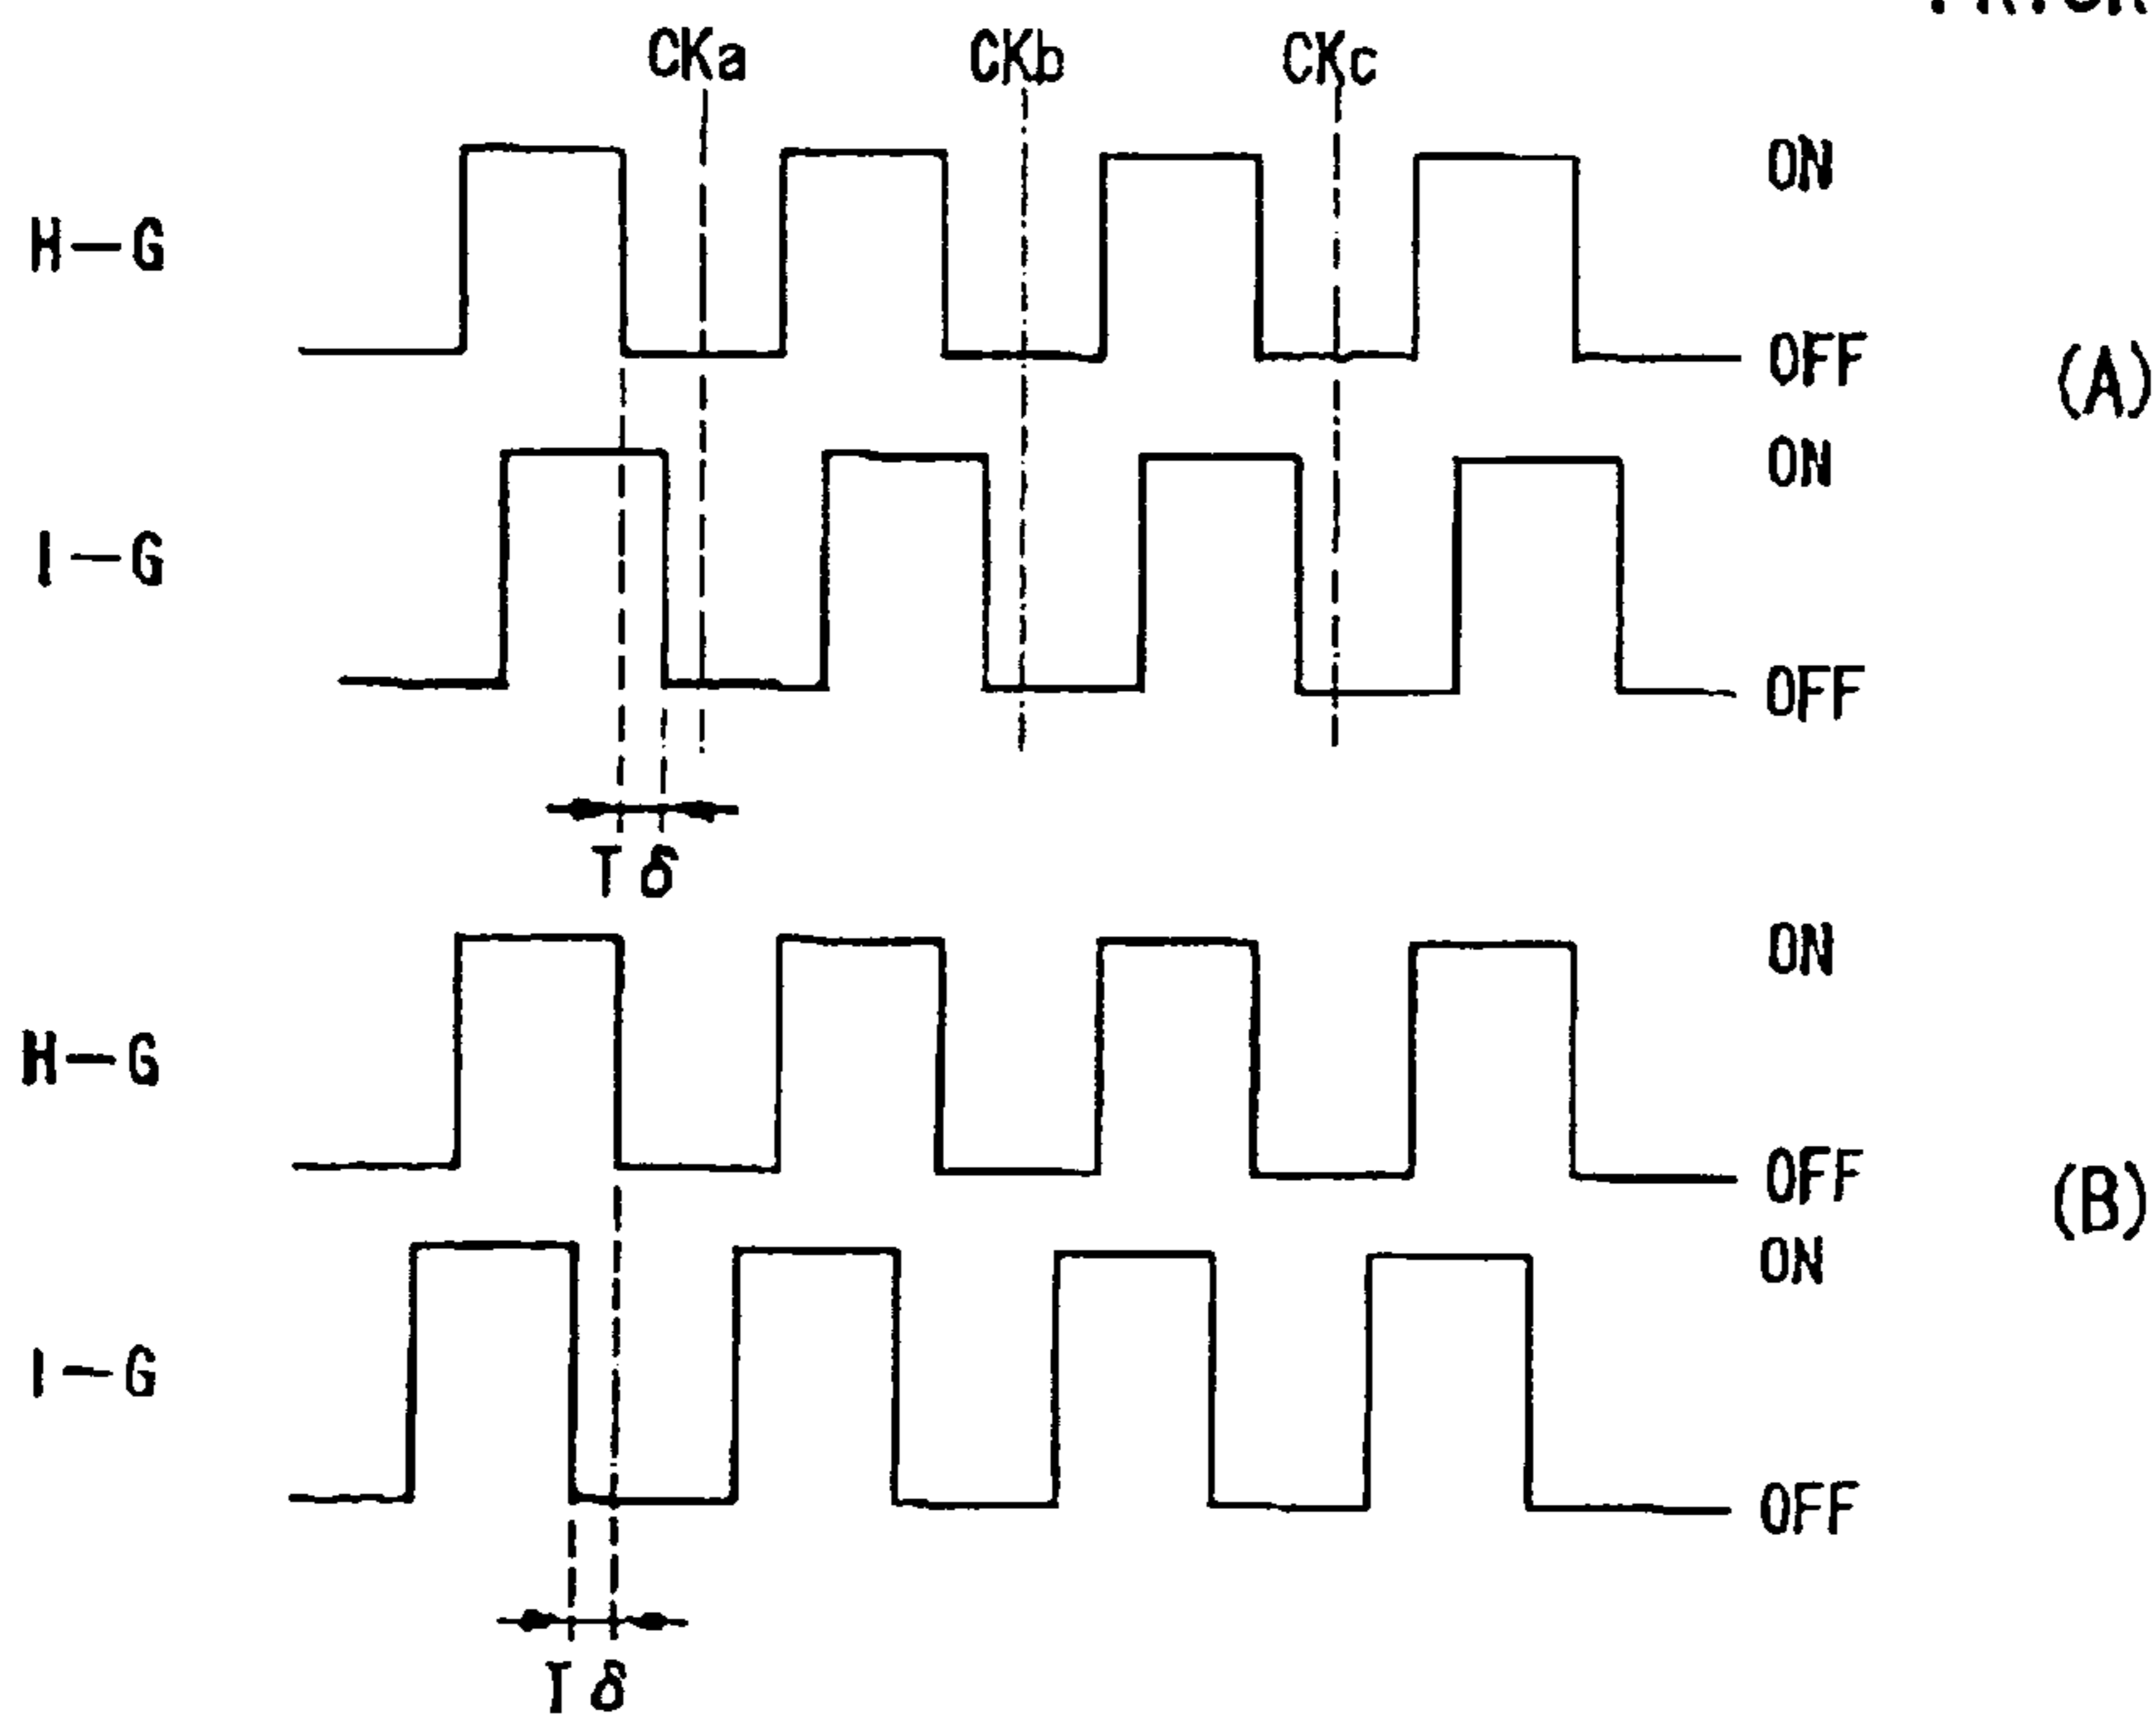 CKa CKb CKc
ON
H-G
OFF
(A)
ON
I-G
OFF
Tδ
ON
H-G
OFF
(B)
ON
I-G
OFF
Tδ